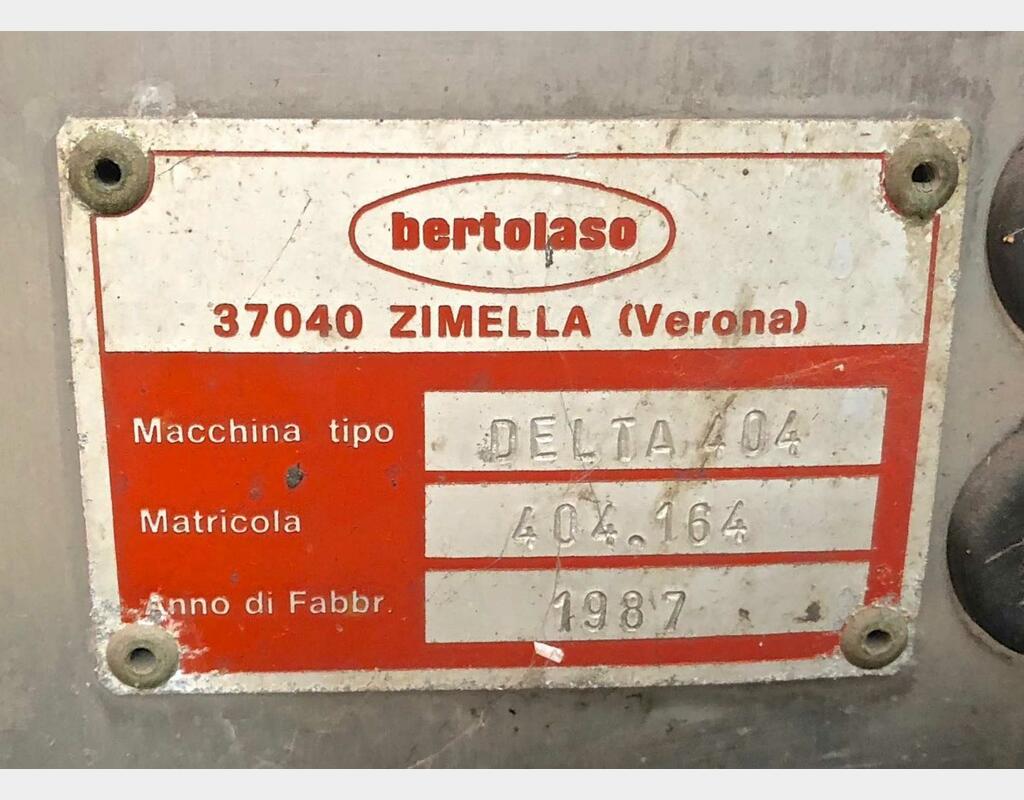 bertolaso
37040 ZIMELLA (Verona)
Macchina tipo DELTA 404
Matricola 404.164
Anno di Fabbr. 1987